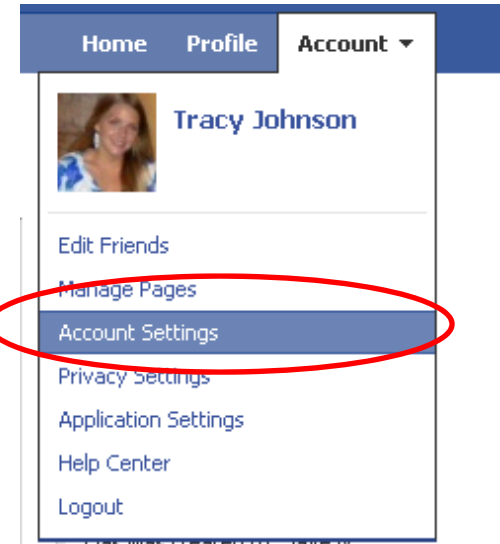 Home Profile Account
Tracy Johnson
Edit Friends
Manage Pages
Account Settings
Privacy Settings
Application Settings
Help Center
Logout